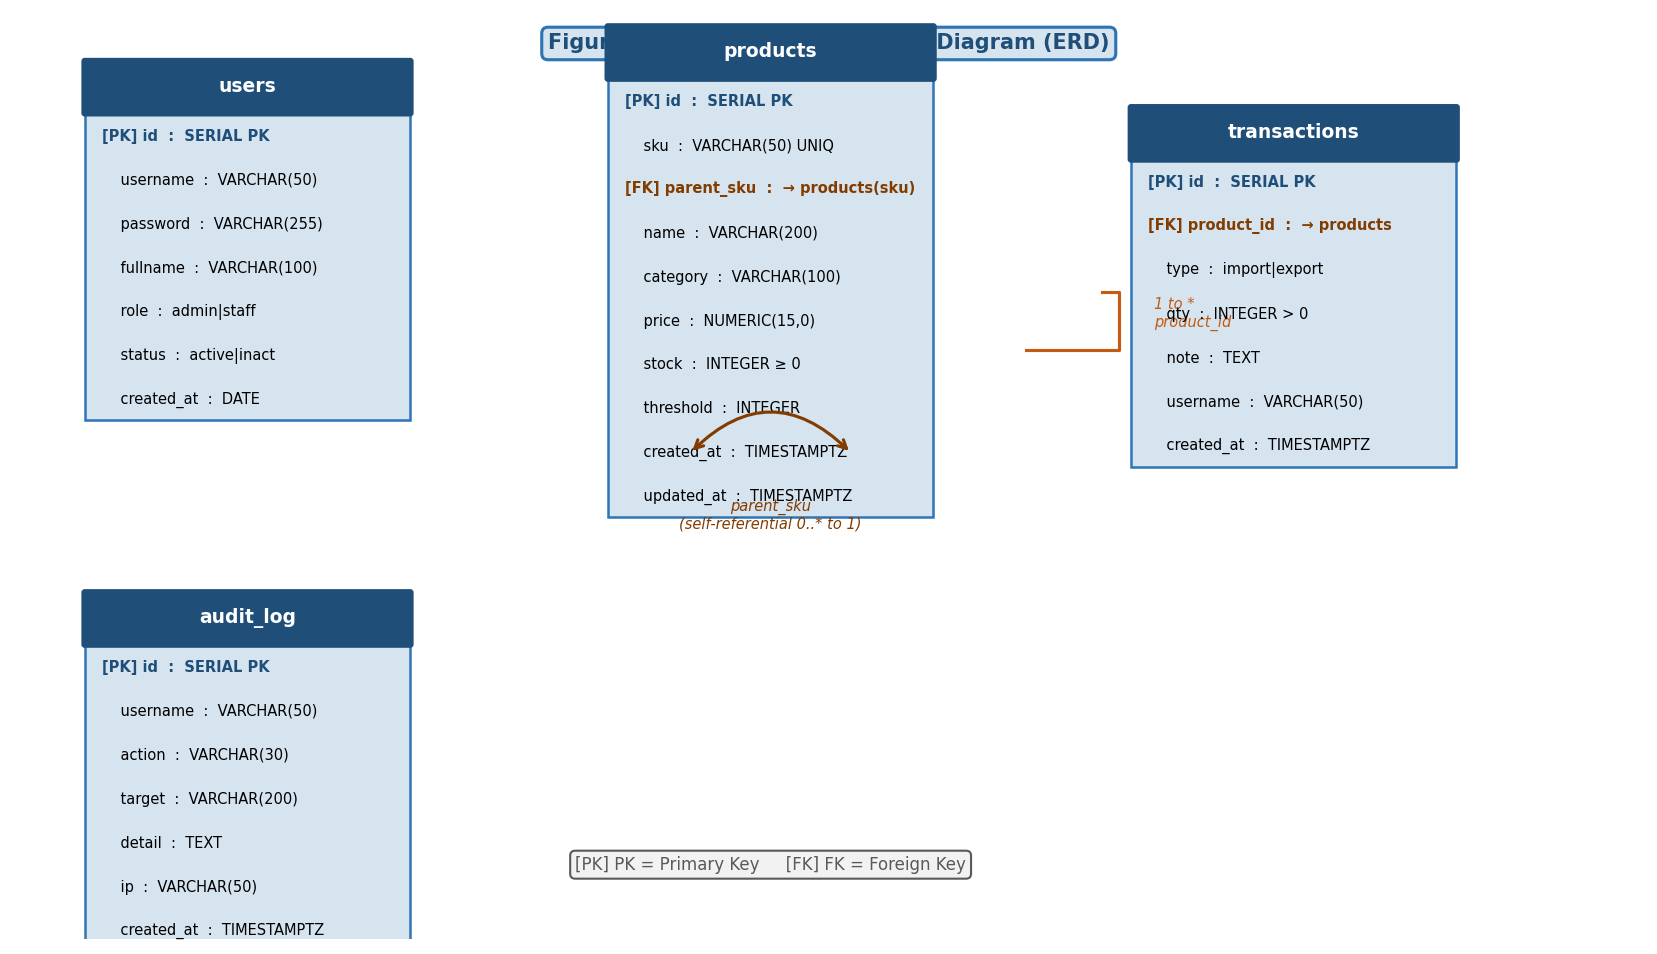 Figur
Diagram (ERD)
users
[PK] id : SERIAL PK
username : VARCHAR(50)
password : VARCHAR(255)
fullname : VARCHAR(100)
role : admin|staff
status : active|inact
created_at : DATE
products
[PK] id : SERIAL PK
sku : VARCHAR(50) UNIQ
[FK] parent_sku : → products(sku)
name : VARCHAR(200)
category : VARCHAR(100)
price : NUMERIC(15,0)
stock : INTEGER ≥ 0
threshold : INTEGER
created_at : TIMESTAMPTZ
updated_at : TIMESTAMPTZ
parent_sku
(self-referential 0..* to 1)
transactions
[PK] id : SERIAL PK
[FK] product_id : → products
type : import|export
1 to *
product_id
qty : INTEGER > 0
note : TEXT
username : VARCHAR(50)
created_at : TIMESTAMPTZ
audit_log
[PK] id : SERIAL PK
username : VARCHAR(50)
action : VARCHAR(30)
target : VARCHAR(200)
detail : TEXT
ip : VARCHAR(50)
created_at : TIMESTAMPTZ
[PK] PK = Primary Key [FK] FK = Foreign Key